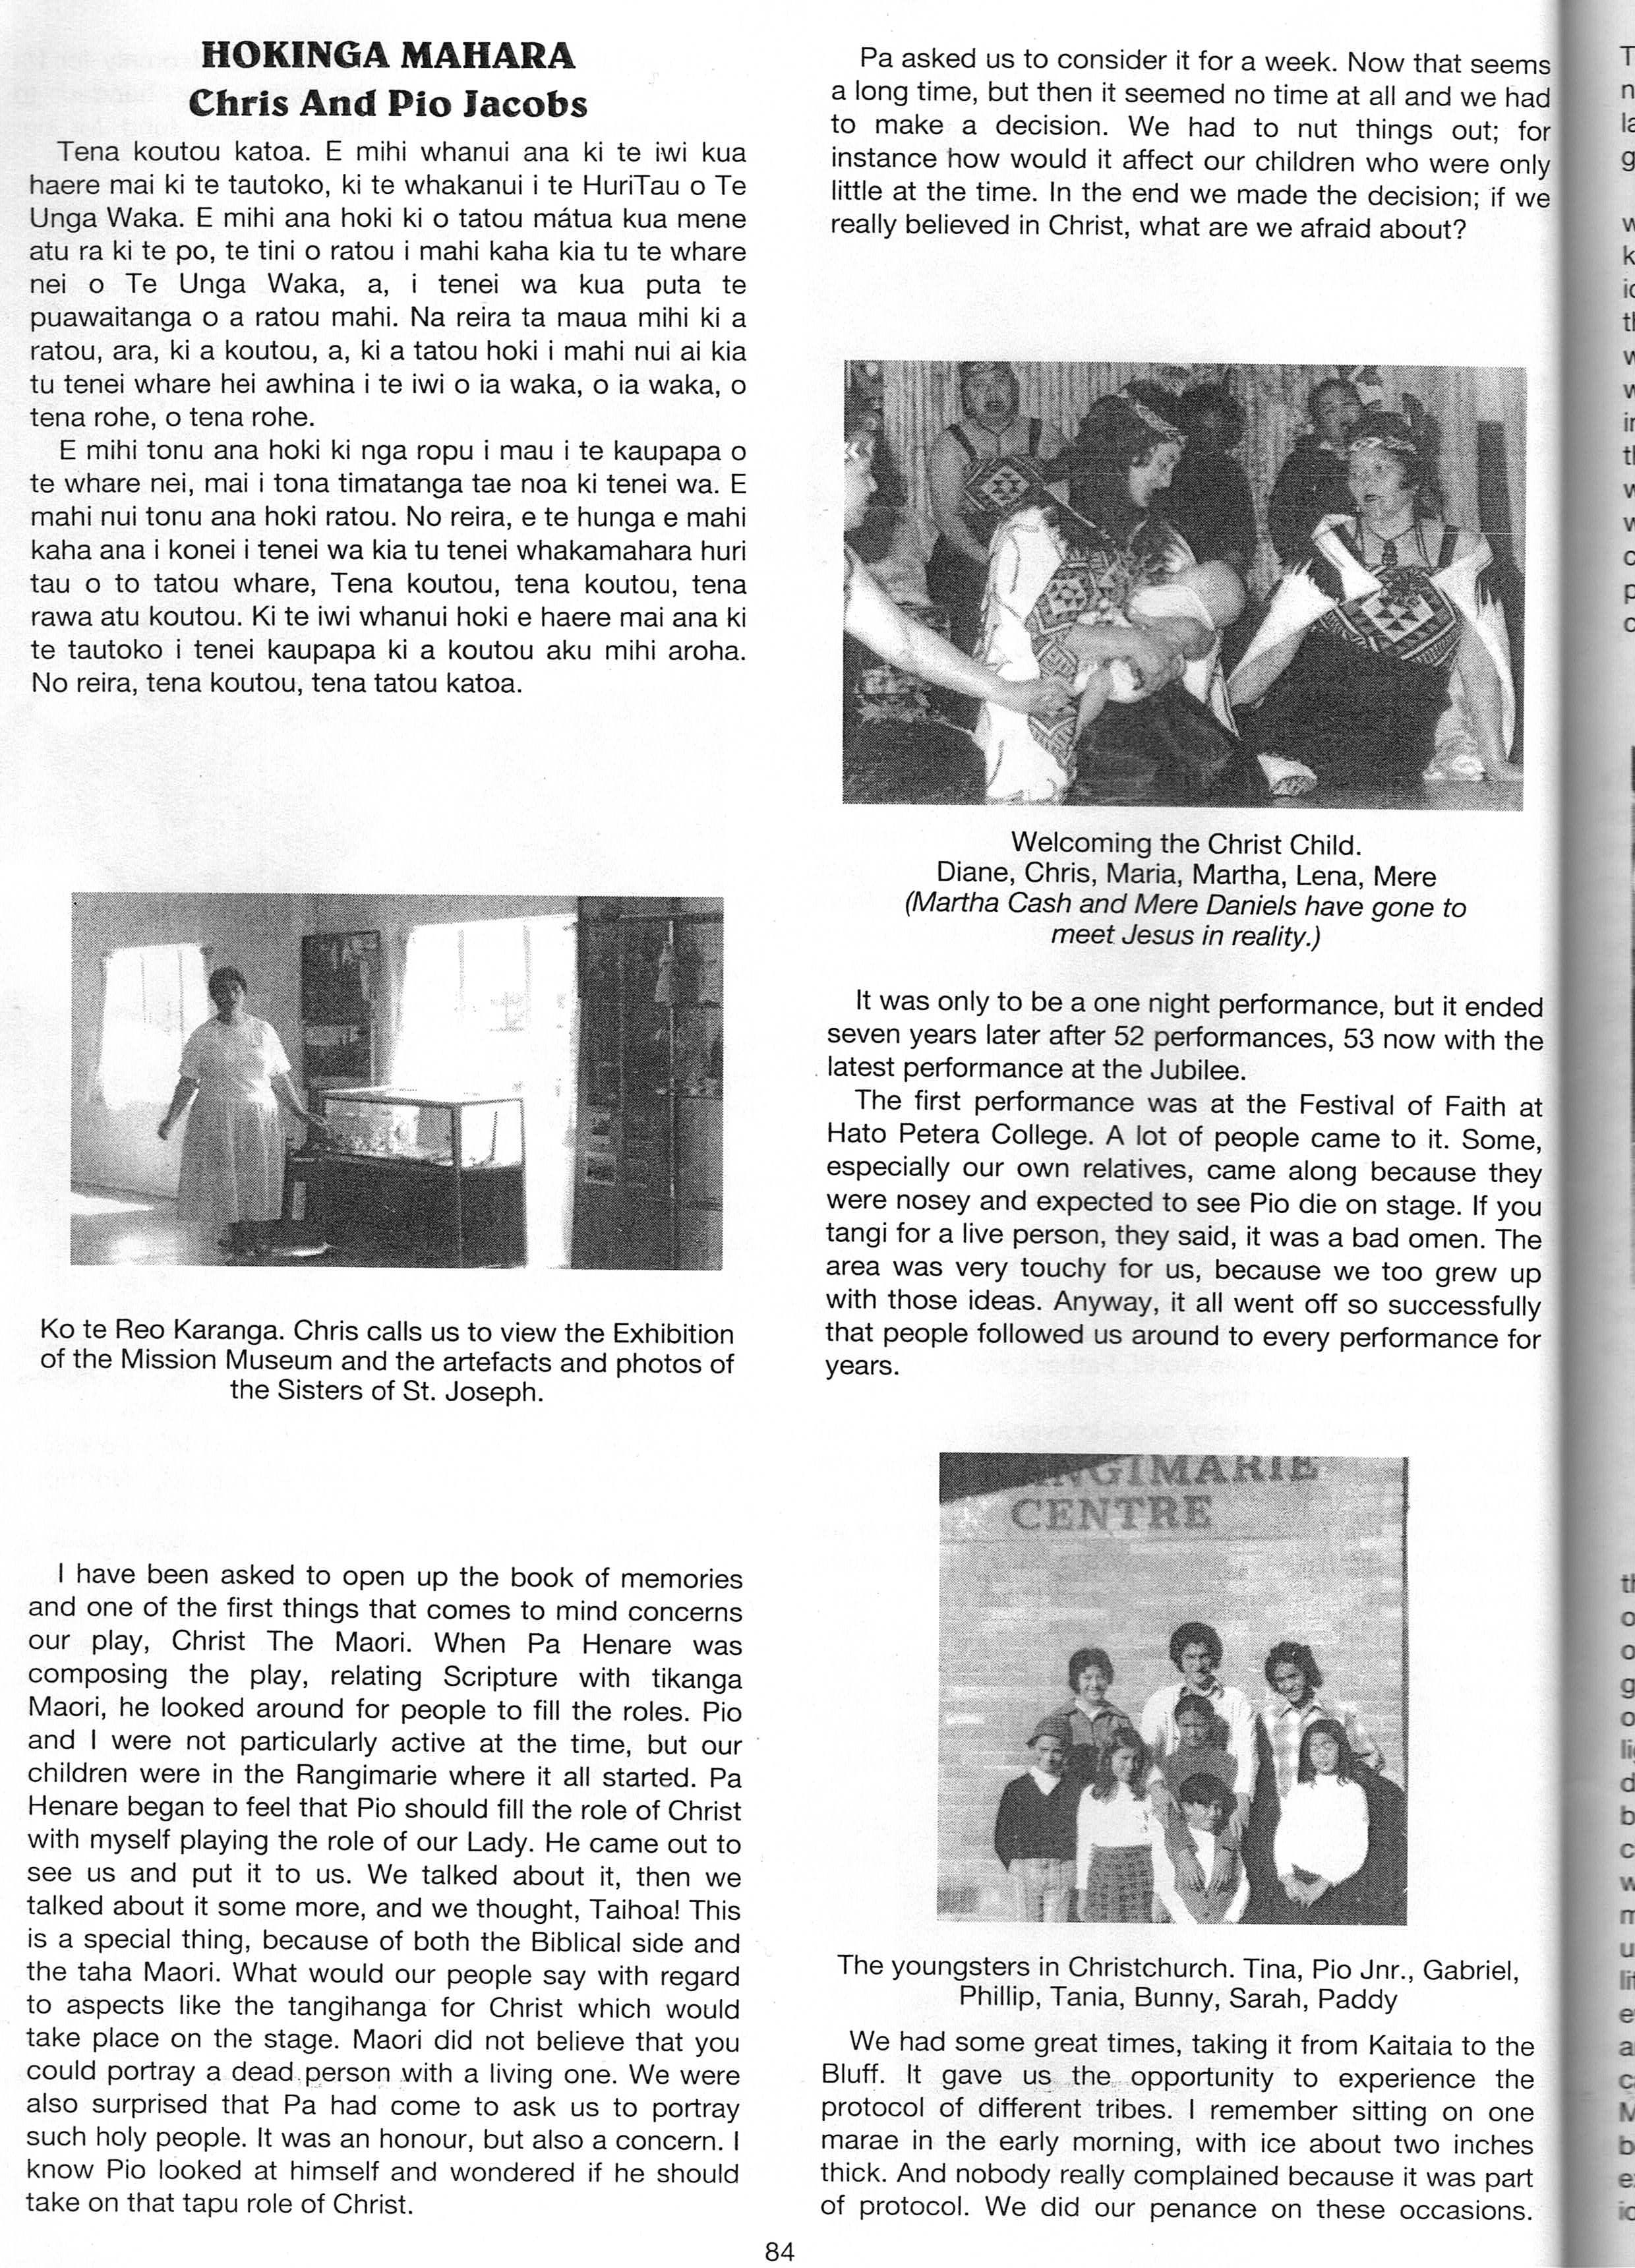 HOKINGA MAHARA
Chris And Pio Jacobs
Tena koutou katoa. E mihi whanui ana ki te iwi kua
haere mai ki te tautoko, ki te whakanui i te HuriTau o Te
Unga Waka. E mihi ana hoki ki o tatou mátua kua mene
atu ra ki te po, te tini o ratou i mahi kaha kia tu te whare
nei o Te Unga Waka, a, i tenei wa kua puta te
puawaitanga o a ratou mahi. Na reira ta maua mihi ki a
ratou, ara, ki a koutou, a, ki a tatou hoki i mahi nui ai kia
tu tenei whare hei awhina i te iwi o ia waka, o ia waka, o
tena rohe, o tena rohe.
E mihi tonu ana hoki ki nga ropu i mau i te kaupapa o
te whare nei, mai i tona timatanga tae noa ki tenei wa. E
mahi nui tonu ana hoki ratou. No reira, e te hunga e mahi
kaha ana i konei i tenei wa kia tu tenei whakamahara huri
tau o to tatou whare, Tena koutou, tena koutou, tena
rawa atu koutou. Ki te iwi whanui hoki e haere mai ana ki
te tautoko i tenei kaupapa ki a koutou aku mihi aroha.
No reira, tena koutou, tena tatou katoa.
Ko te Reo Karanga. Chris calls us to view the Exhibition
of the Mission Museum and the artefacts and photos of
the Sisters of St. Joseph.
I have been asked to open up the book of memories
and one of the first things that comes to mind concerns
our play, Christ The Maori. When Pa Henare was
composing the play, relating Scripture with tikanga
Maori, he looked around for people to fill the roles. Pio
and I were not particularly active at the time, but our
children were in the Rangimarie where it all started. Pa
Henare began to feel that Pio should fill the role of Christ
with myself playing the role of our Lady. He came out to
see us and put it to us. We talked about it, then we
talked about it some more, and we thought, Taihoa! This
is a special thing, because of both the Biblical side and
the taha Maori. What would our people say with regard
to aspects like the tangihanga for Christ which would
take place on the stage. Maori did not believe that you
could portray a dead person with a living one. We were
also surprised that Pa had come to ask us to portray
such holy people. It was an honour, but also a concern. I
know Pio looked at himself and wondered if he should
take on that tapu role of Christ.
Pa asked us to consider it for a week. Now that seems
a long time, but then it seemed no time at all and we had
to make a decision. We had to nut things out; for
instance how would it affect our children who were only
little at the time. In the end we made the decision; if we
really believed in Christ, what are we afraid about?
Welcoming the Christ Child.
Diane, Chris, Maria, Martha, Lena, Mere
(Martha Cash and Mere Daniels have gone to
meet Jesus in reality.)
It was only to be a one night performance, but it ended
seven years later after 52 performances, 53 now with the
latest performance at the Jubilee.
The first performance was at the Festival of Faith at
Hato Petera College. A lot of people came to it. Some,
especially our own relatives, came along because they
were nosey and expected to see Pio die on stage. If you
tangi for a live person, they said, it was a bad omen. The
area was very touchy for us, because we too grew up
with those ideas. Anyway, it all went off so successfully
that people followed us around to every performance for
years.
CENTRE
The youngsters in Christchurch. Tina, Pio Jnr., Gabriel,
Phillip, Tania, Bunny, Sarah, Paddy
We had some great times, taking it from Kaitaia to the
Bluff. It gave us the opportunity to experience the
protocol of different tribes. I remember sitting on one
marae in the early morning, with ice about two inches
thick. And nobody really complained because it was part
of protocol. We did our penance on these occasions.
84